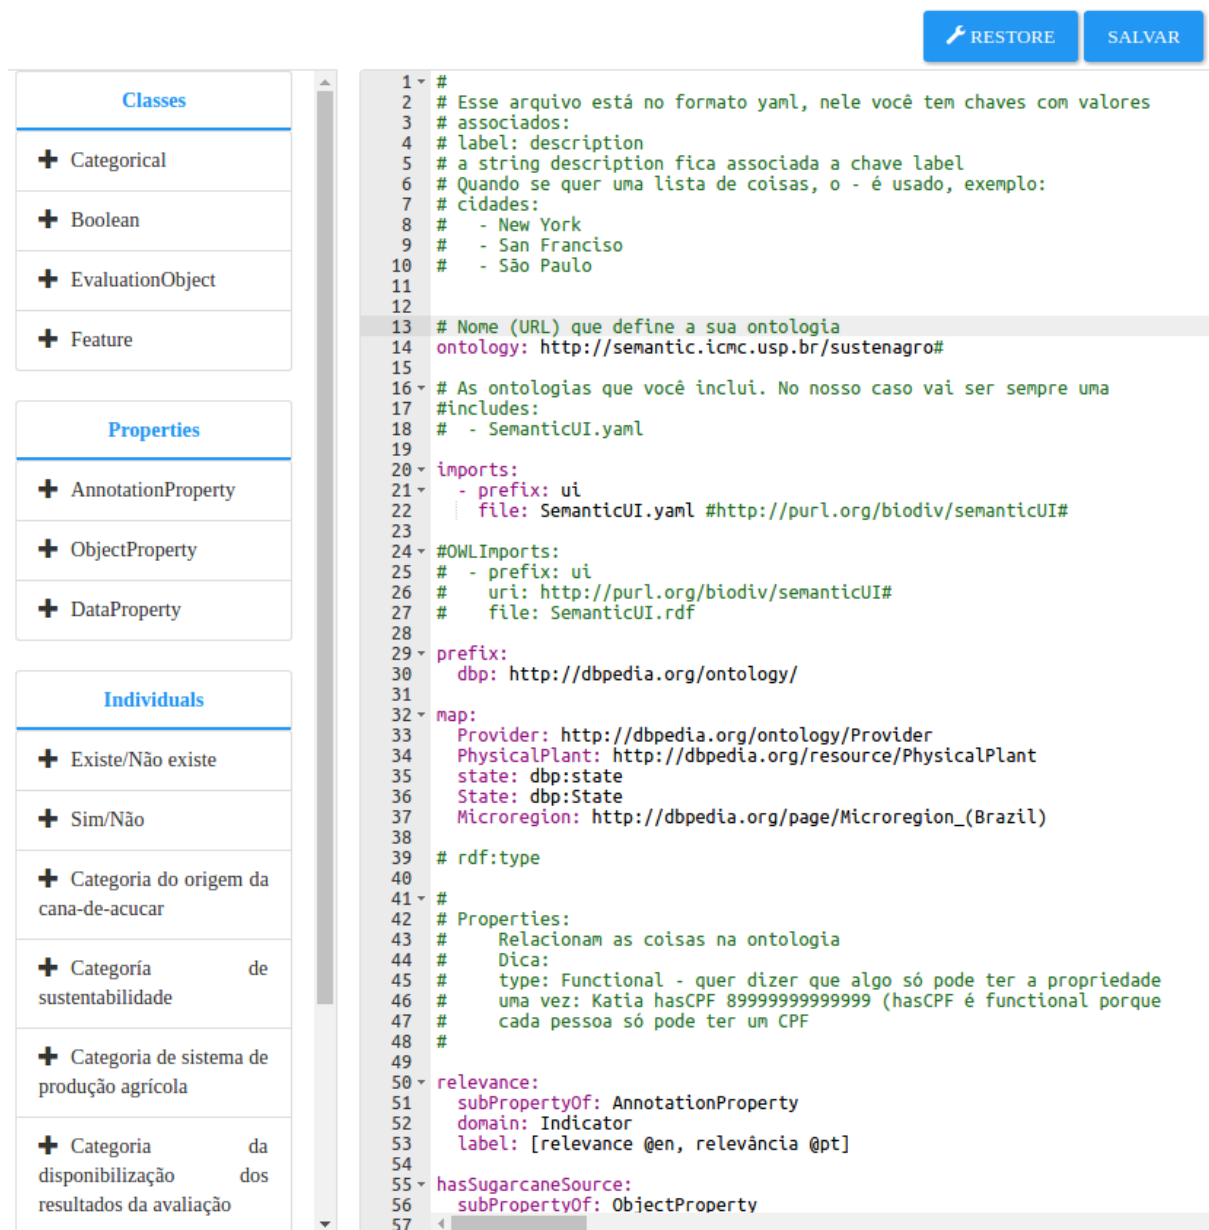 RESTORE
SALVAR
Classes
Categorical
Boolean
EvaluationObject
Feature
Properties
AnnotationProperty
ObjectProperty
DataProperty
Individuals
Existe/Não existe
Sim/Não
Categoria do origem da
cana-de-acucar
Categoría de
sustentabilidade
Categoria de sistema de
produção agrícola
Categoria da
disponibilização dos
resultados da avaliação
1 #
2 # Esse arquivo está no formato yaml, nele você tem chaves com valores
3 # associados:
4 # label: description
5 # a string description fica associada a chave label
6 # Quando se quer uma lista de coisas, o - é usado, exemplo:
7 # cidades:
8 #   - New York
9 #   - San Franciso
10 #   - São Paulo
11
12
13 # Nome (URL) que define a sua ontologia
14 ontology: http://semantic.icmc.usp.br/sustenagro#
15
16 # As ontologias que você inclui. No nosso caso vai ser sempre uma
17 #includes:
18 #  - SemanticUI.yaml
19
20 imports:
21   - prefix: ui
22     file: SemanticUI.yaml #http://purl.org/biodiv/semanticUI#
23
24 #OWLImports:
25 #  - prefix: ui
26 #    uri: http://purl.org/biodiv/semanticUI#
27 #    file: SemanticUI.rdf
28
29 prefix:
30   dbp: http://dbpedia.org/ontology/
31
32 map:
33   Provider: http://dbpedia.org/ontology/Provider
34   PhysicalPlant: http://dbpedia.org/resource/PhysicalPlant
35   state: dbp:state
36   State: dbp:State
37   Microregion: http://dbpedia.org/page/Microregion_(Brazil)
38
39 # rdf:type
40
41 #
42 # Properties:
43 #     Relacionam as coisas na ontologia
44 #     Dica:
45 #     type: Functional - quer dizer que algo só pode ter a propriedade
46 #     uma vez: Katia hasCPF 89999999999999 (hasCPF é functional porque
47 #     cada pessoa só pode ter um CPF
48 #
49
50 relevance:
51   subPropertyOf: AnnotationProperty
52   domain: Indicator
53   label: [relevance @en, relevância @pt]
54
55 hasSugarcaneSource:
56   subPropertyOf: ObjectProperty
57